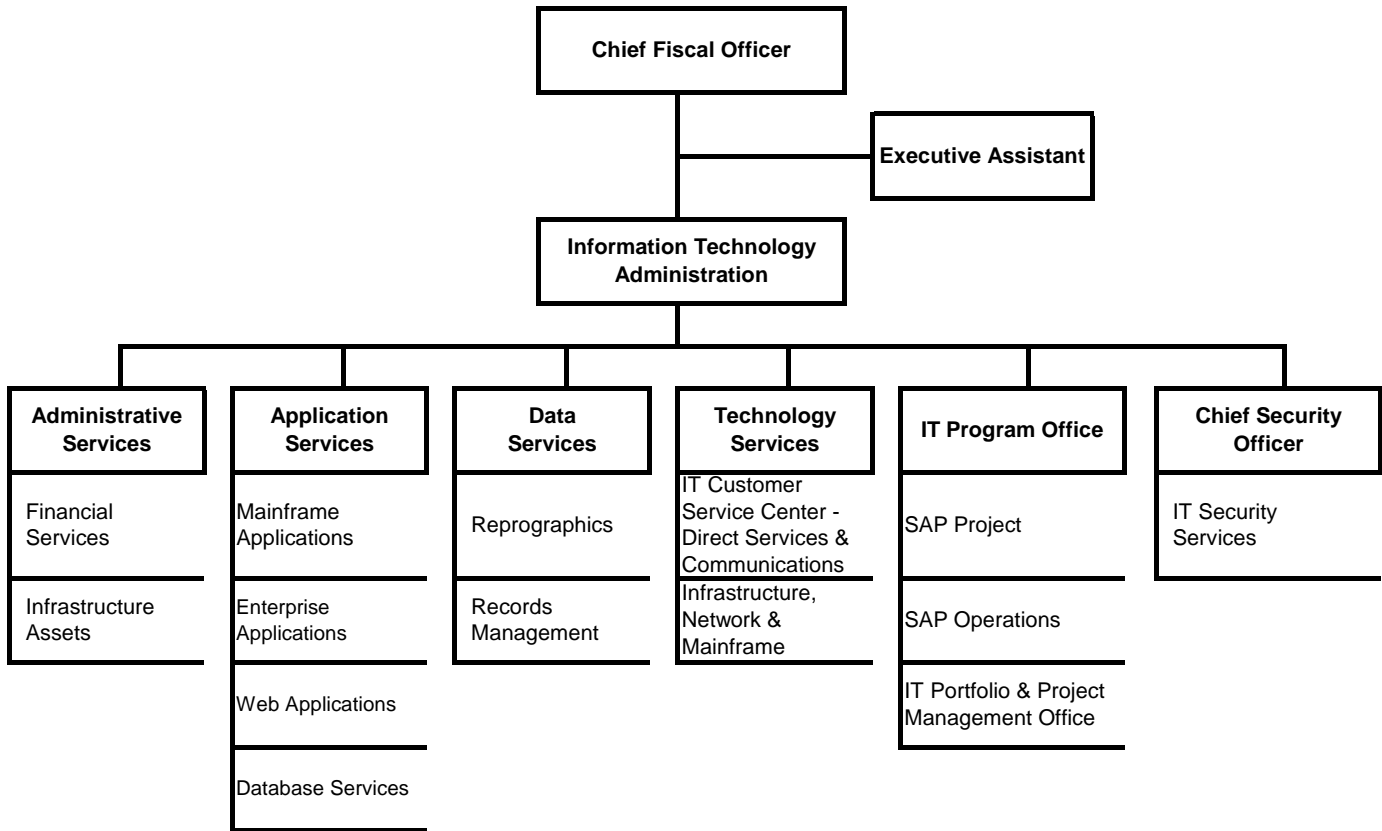 Chief Fiscal Officer
Executive Assistant
Information Technology
Administration
Administrative
Services
Financial
Services
Infrastructure
Assets
Application
Services
Mainframe
Applications
Enterprise
Applications
Web Applications
Database Services
Data
Services
Reprographics
Records
Management
Technology
Services
IT Customer
Service Center -
Direct Services &
Communications
Infrastructure,
Network &
Mainframe
IT Program Office
SAP Project
SAP Operations
IT Portfolio & Project
Management Office
Chief Security
Officer
IT Security
Services